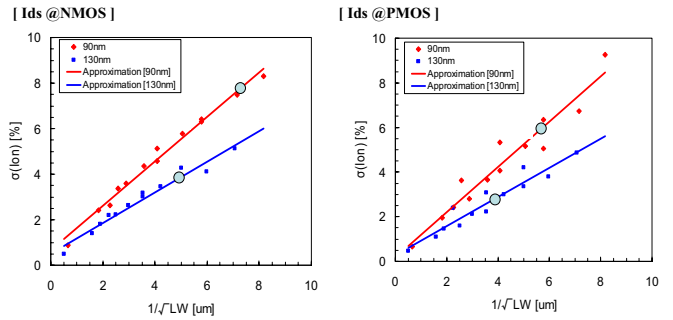 [ Ids @NMOS ]
σ(Ion) [%]
10
8
6
4
2
0
90nm
130nm
Approximation [90nm]
Approximation [130nm]
0 2 4 6 8 10
1/√LW [um]
[ Ids @PMOS ]
σ(Ion) [%]
10
8
6
4
2
0
90nm
130nm
Approximation [90nm]
Approximation [130nm]
0 2 4 6 8 10
1/√LW [um]